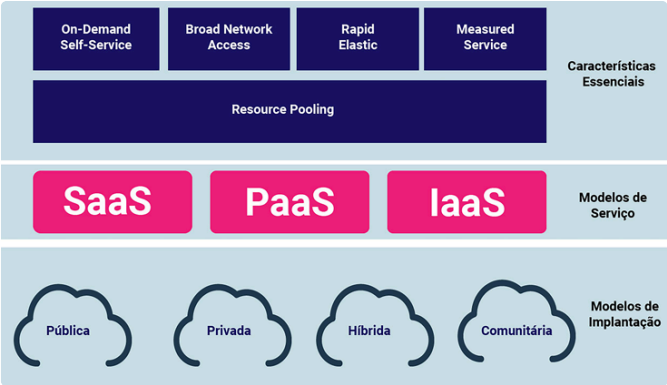 On-Demand
Self-Service
Broad Network
Access
Rapid
Elastic
Measured
Service
Características
Essenciais
Resource Pooling
SaaS
PaaS
IaaS
Modelos de
Serviço
Modelos de
Implantação
Pública
Privada
Híbrida
Comunitária